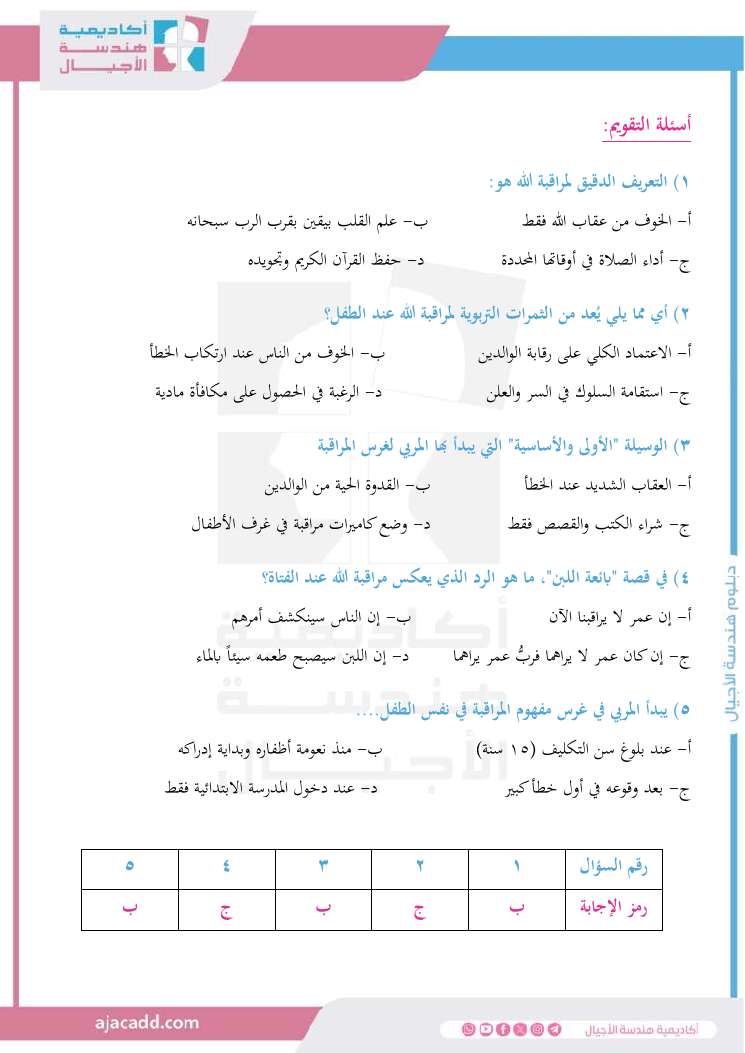 أكاديمية
هندسة
الأجيال
أسئلة التقويم:
١) التعريف الدقيق لمراقبة الله هو:
أ- الخوف من عقاب الله فقط ب- علم القلب بيقين بقرب الرب سبحانه
ج- أداء الصلاة في أوقاتها المحددة د- حفظ القرآن الكريم وتجويده
٢) أي مما يلي يُعد من الثمرات التربوية لمراقبة الله عند الطفل؟
أ- الاعتماد الكلي على رقابة الوالدين ب- الخوف من الناس عند ارتكاب الخطأ
ج- استقامة السلوك في السر والعلن د- الرغبة في الحصول على مكافأة مادية
٣) الوسيلة "الأولى والأساسية" التي يبدأ بها المربي لغرس المراقبة
أ- العقاب الشديد عند الخطأ ب- القدوة الحية من الوالدين
ج- شراء الكتب والقصص فقط د- وضع كاميرات مراقبة في غرف الأطفال
٤) في قصة "بائعة اللبن"، ما هو الرد الذي يعكس مراقبة الله عند الفتاة؟
أ- إن عمر لا يراقبنا الآن ب- إن الناس سينكشف أمرهم
ج- إن كان عمر لا يراهما فربُّ عمر يراهما د- إن اللبن سيصبح طعمه سيئاً بالماء
٥) يبدأ المربي في غرس مفهوم المراقبة في نفس الطفل....
أ- عند بلوغ سن التكليف (١٥ سنة) ب- منذ نعومة أظفاره وبداية إدراكه
ج- بعد وقوعه في أول خطأ كبير د- عند دخول المدرسة الابتدائية فقط
رقم السؤال ١ ٢ ٣ ٤ ٥
رمز الإجابة ب ج ب ج ب
دبلوم هندسة الأجيال
أكاديمية
هندسة
الأجيال
أكاديمية هندسة الأجيال
ajacadd.com